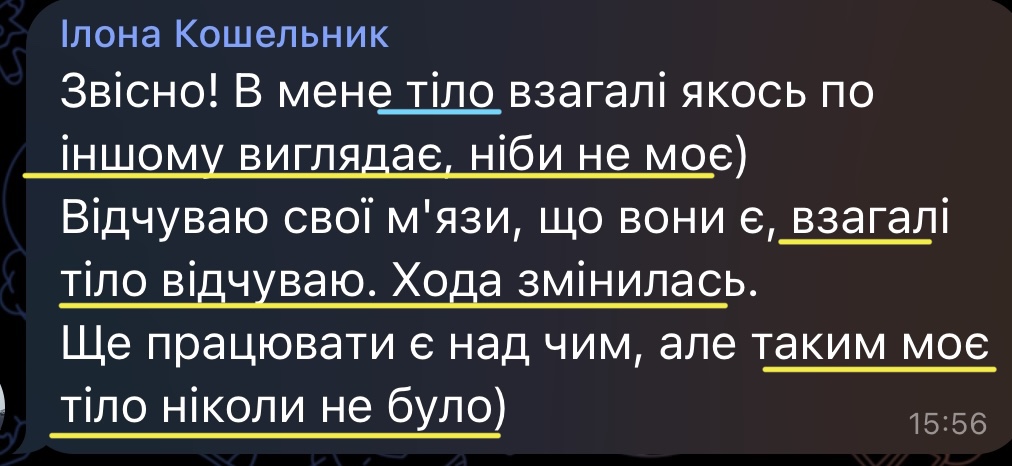 Ілона Кошельник
Звісно! В мене тіло взагалі якось по
іншому виглядає, ніби не моє)
Відчуваю свої м'язи, що вони є, взагалі
тіло відчуваю. Хода змінилась.
Ще працювати є над чим, але таким моє
тіло ніколи не було)
15:56